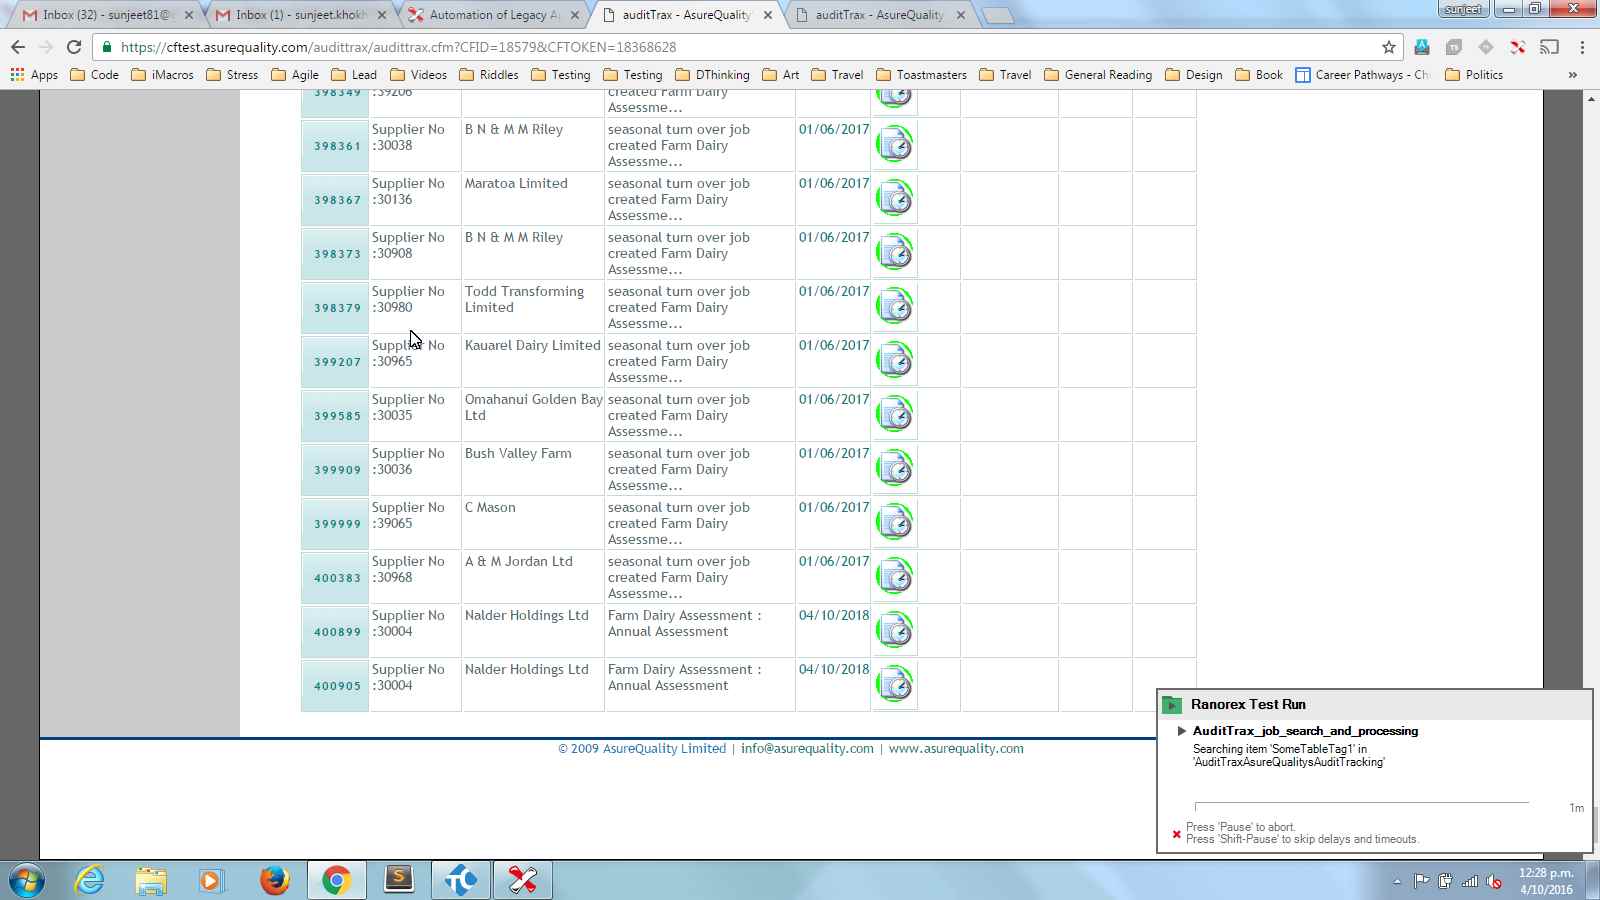 Inbox (32) - sunjeet81@
Inbox (1) - sunjeet.khokh
Automation of Legacy A
auditTrax - AsureQuality
auditTrax - AsureQuality
sunjeet
https://cftest.asurequality.com/audittrax/audittrax.cfm?CFID=18579&CFTOKEN=18368628
Apps Code iMacros Stress Agile Lead Videos Riddles Testing Testing DThinking Art Travel Toastmasters Travel General Reading Design Book Career Pathways - Ch Politics »
398349 :39206 created Farm Dairy
Assessme...
Supplier No B N & M M Riley seasonal turn over job 01/06/2017
398361 :30038 created Farm Dairy
Assessme...
Supplier No Maratoa Limited seasonal turn over job 01/06/2017
398367 :30136 created Farm Dairy
Assessme...
Supplier No B N & M M Riley seasonal turn over job 01/06/2017
398373 :30908 created Farm Dairy
Assessme...
Supplier No Todd Transforming seasonal turn over job 01/06/2017
398379 :30980 Limited created Farm Dairy
Assessme...
Supplier No Kauarel Dairy Limited seasonal turn over job 01/06/2017
399207 :30965 created Farm Dairy
Assessme...
Supplier No Omahanui Golden Bay seasonal turn over job 01/06/2017
399585 :30035 Ltd created Farm Dairy
Assessme...
Supplier No Bush Valley Farm seasonal turn over job 01/06/2017
399909 :30036 created Farm Dairy
Assessme...
Supplier No C Mason seasonal turn over job 01/06/2017
399999 :39065 created Farm Dairy
Assessme...
Supplier No A & M Jordan Ltd seasonal turn over job 01/06/2017
400383 :30968 created Farm Dairy
Assessme...
Supplier No Nalder Holdings Ltd Farm Dairy Assessment : 04/10/2018
400899 :30004 Annual Assessment
Supplier No Nalder Holdings Ltd Farm Dairy Assessment : 04/10/2018
400905 :30004 Annual Assessment
© 2009 AsureQuality Limited | info@asurequality.com | www.asurequality.com
Ranorex Test Run
AuditTrax_job_search_and_processing
Searching item 'SomeTableTag1' in
'AuditTraxAsureQualitysAuditTracking'
1m
Press 'Pause' to abort.
Press 'Shift-Pause' to skip delays and timeouts.
12:28 p.m.
4/10/2016